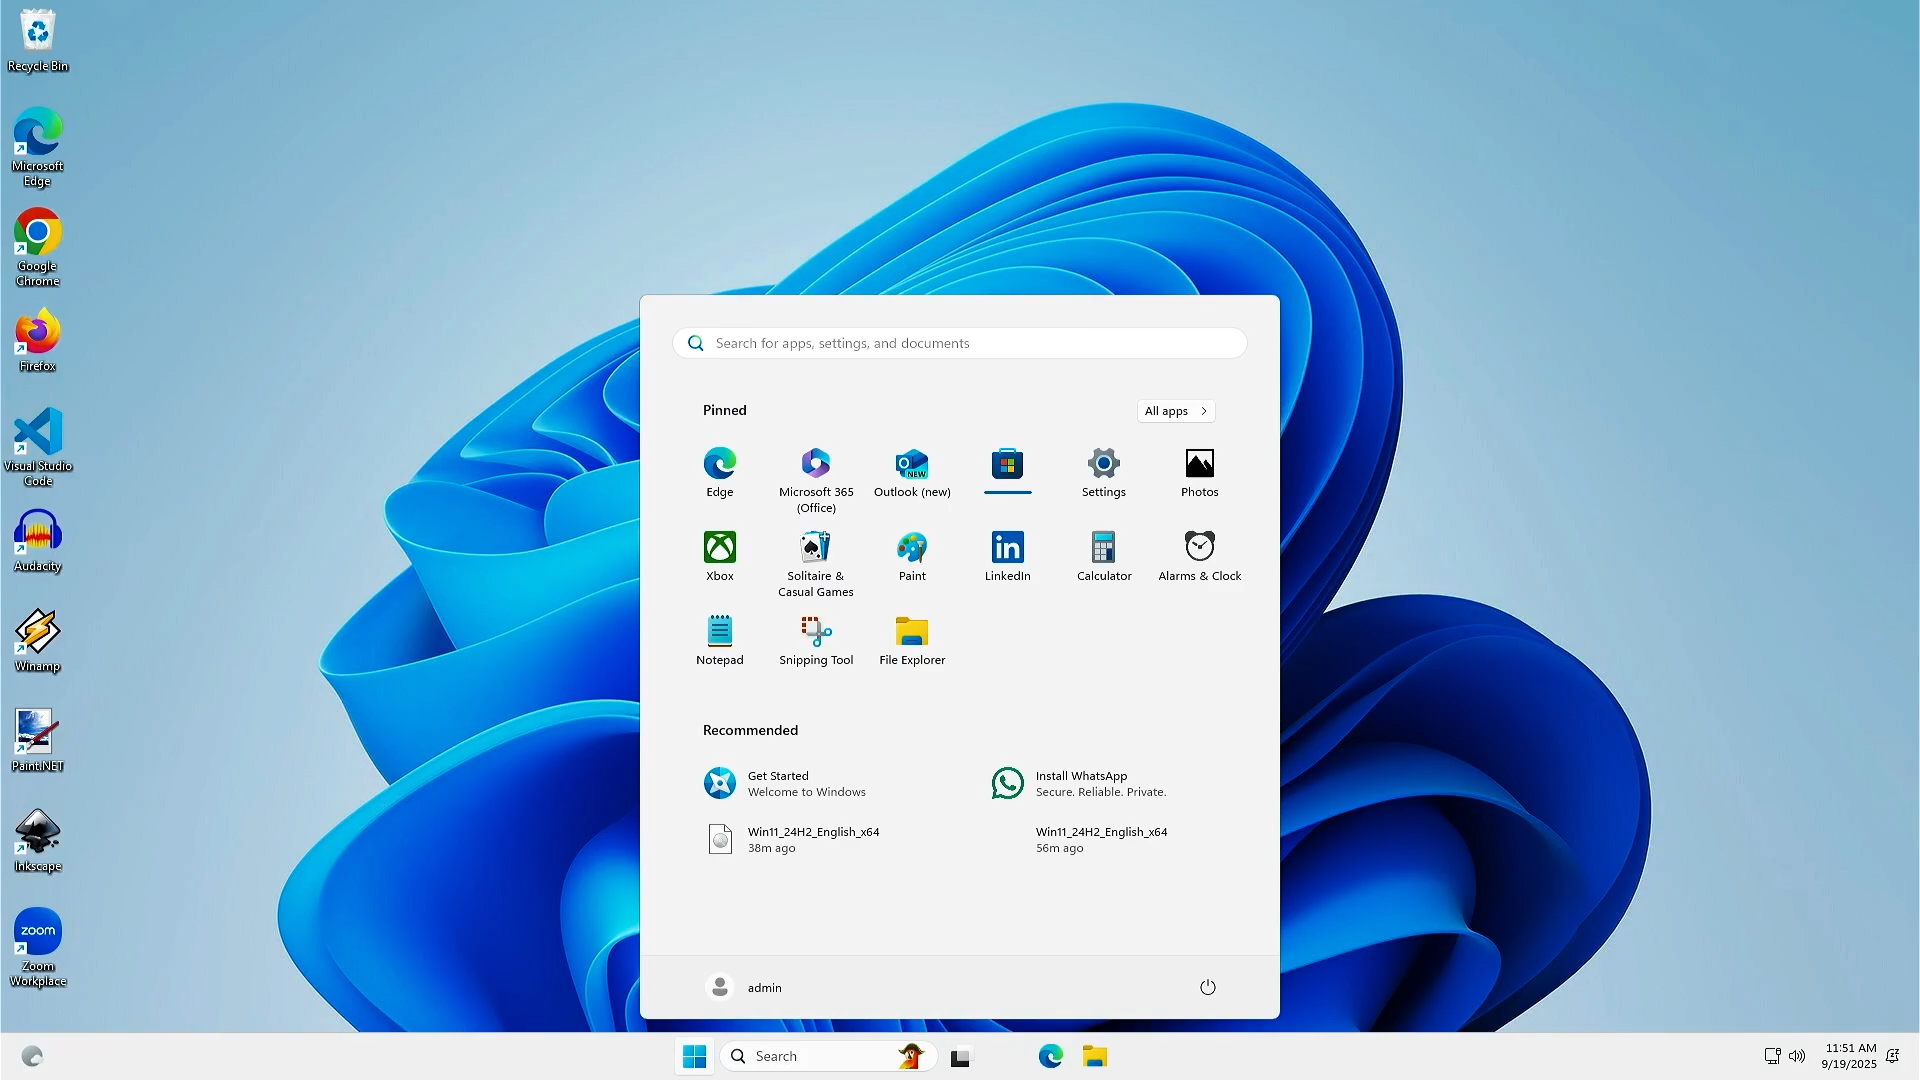 Recycle Bin
Microsoft
Edge
Google
Chrome
Firefox
Visual Studio
Code
Audacity
Winamp
Paint.NET
Inkscape
zoom
Zoom
Workplace
Search for apps, settings, and documents
Pinned
All apps
Edge
Microsoft 365
(Office)
NEW
Outlook (new)
Settings
Photos
Xbox
Solitaire &
Casual Games
Paint
in
LinkedIn
Calculator
Alarms & Clock
Notepad
Snipping Tool
File Explorer
Recommended
Get Started
Welcome to Windows
Install WhatsApp
Secure. Reliable. Private.
Win11_24H2_English_x64
38m ago
Win11_24H2_English_x64
56m ago
admin
Search
11:51 AM
9/19/2025